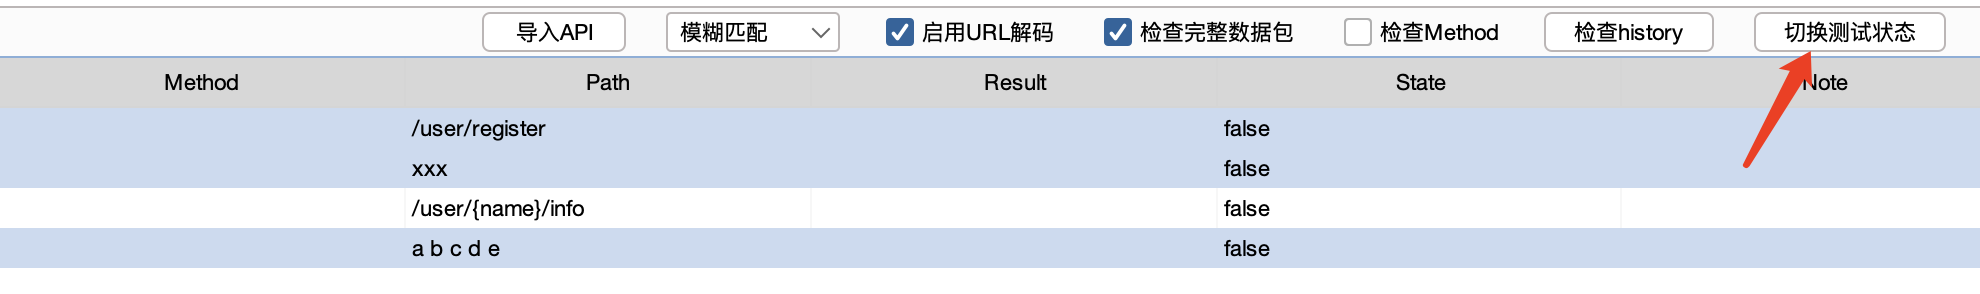 导入API 模糊匹配 启用URL解码 检查完整数据包 检查Method 检查history 切换测试状态
Method Path Result State Note
/user/register false
xxx false
/user/{name}/info false
a b c d e false